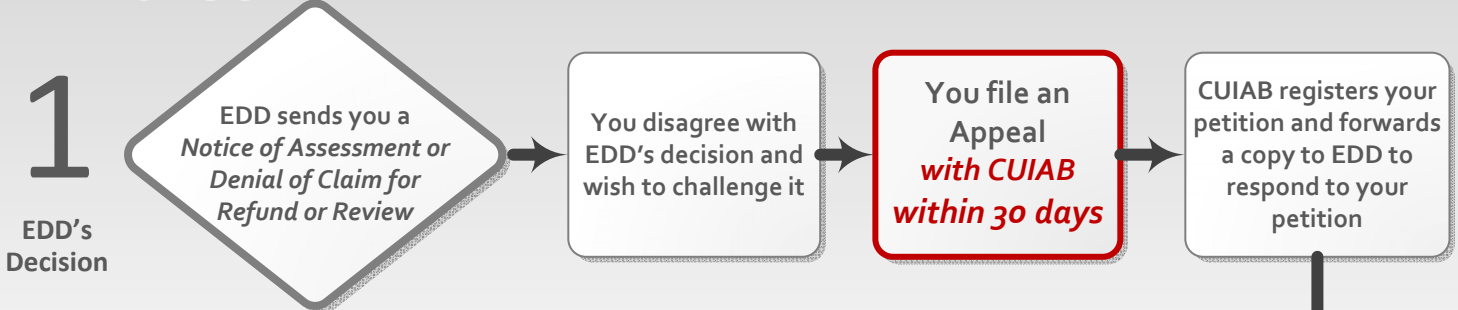 1
EDD's
Decision
EDD sends you a
Notice of Assessment or
Denial of Claim for
Refund or Review
You disagree with
EDD's decision and
wish to challenge it
You file an
Appeal
with CUIAB
within 30 days
CUIAB registers your
petition and forwards
a copy to EDD to
respond to your
petition